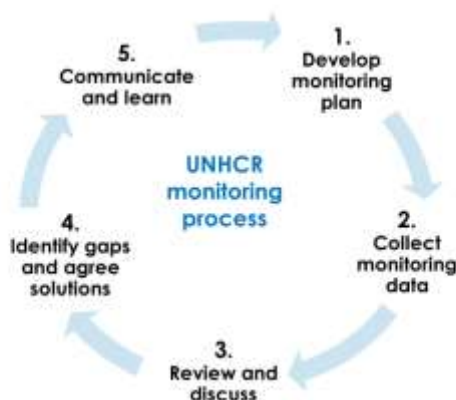 UNHCR
monitoring
process
1.
Develop
monitoring
plan
2.
Collect
monitoring
data
3.
Review and
discuss
4.
Identify gaps
and agree
solutions
5.
Communicate
and learn